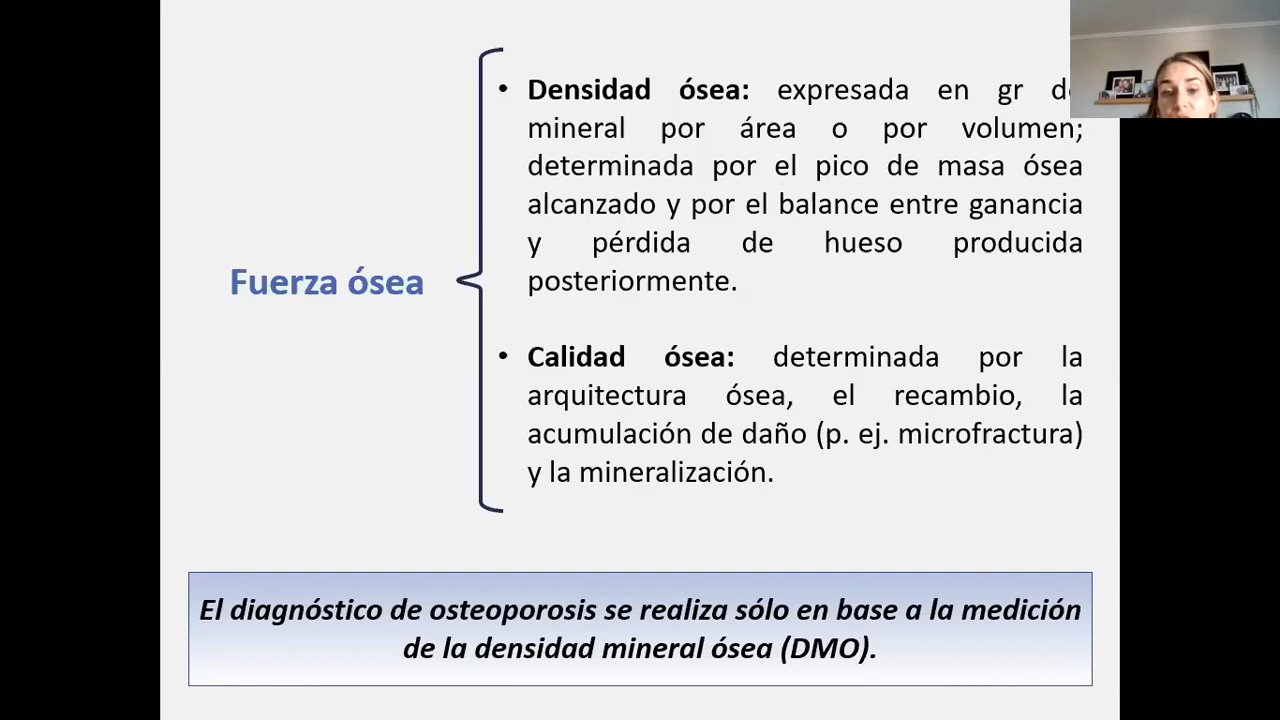 • Densidad ósea: expresada en gr de
mineral por área o por volumen;
determinada por el pico de masa ósea
alcanzado y por el balance entre ganancia
y pérdida de hueso producida
posteriormente.
Fuerza ósea
• Calidad ósea: determinada por la
arquitectura ósea, el recambio, la
acumulación de daño (p. ej. microfractura)
y la mineralización.
El diagnóstico de osteoporosis se realiza sólo en base a la medición
de la densidad mineral ósea (DMO).